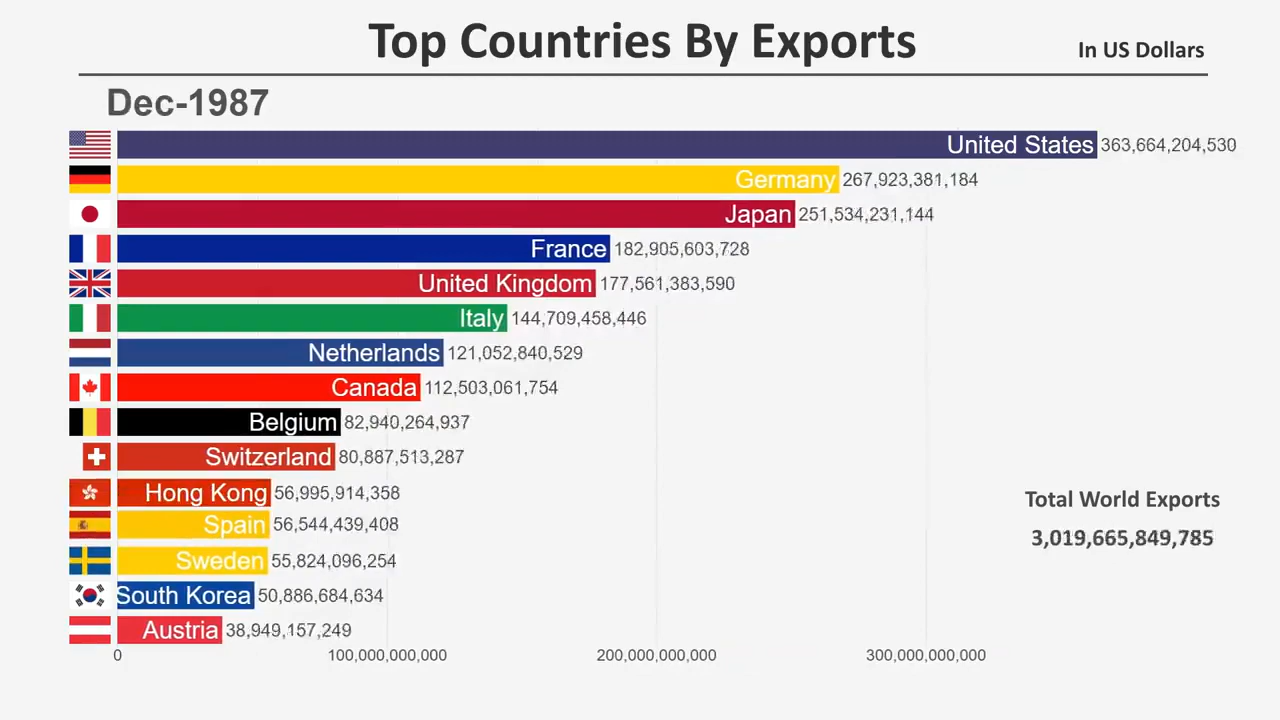 Top Countries By Exports
In US Dollars
Dec-1987
United States 363,664,204,530
Germany 267,923,381,184
Japan 251,534,231,144
France 182,905,603,728
United Kingdom 177,561,383,590
Italy 144,709,458,446
Netherlands 121,052,840,529
Canada 112,503,061,754
Belgium 82,940,264,937
Switzerland 80,887,513,287
Hong Kong 56,995,914,358
Spain 56,544,439,408
Sweden 55,824,096,254
South Korea 50,886,684,634
Austria 38,949,157,249
Total World Exports
3,019,665,849,785
0 100,000,000,000 200,000,000,000 300,000,000,000